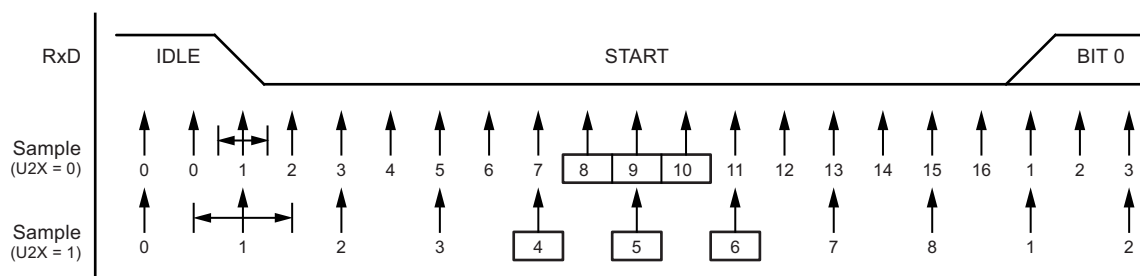 RxD IDLE START BIT 0
Sample
(U2X = 0)
0 0 1 2 3 4 5 6 7 8 9 10 11 12 13 14 15 16 1 2 3
Sample
(U2X = 1)
0 1 2 3 4 5 6 7 8 1 2